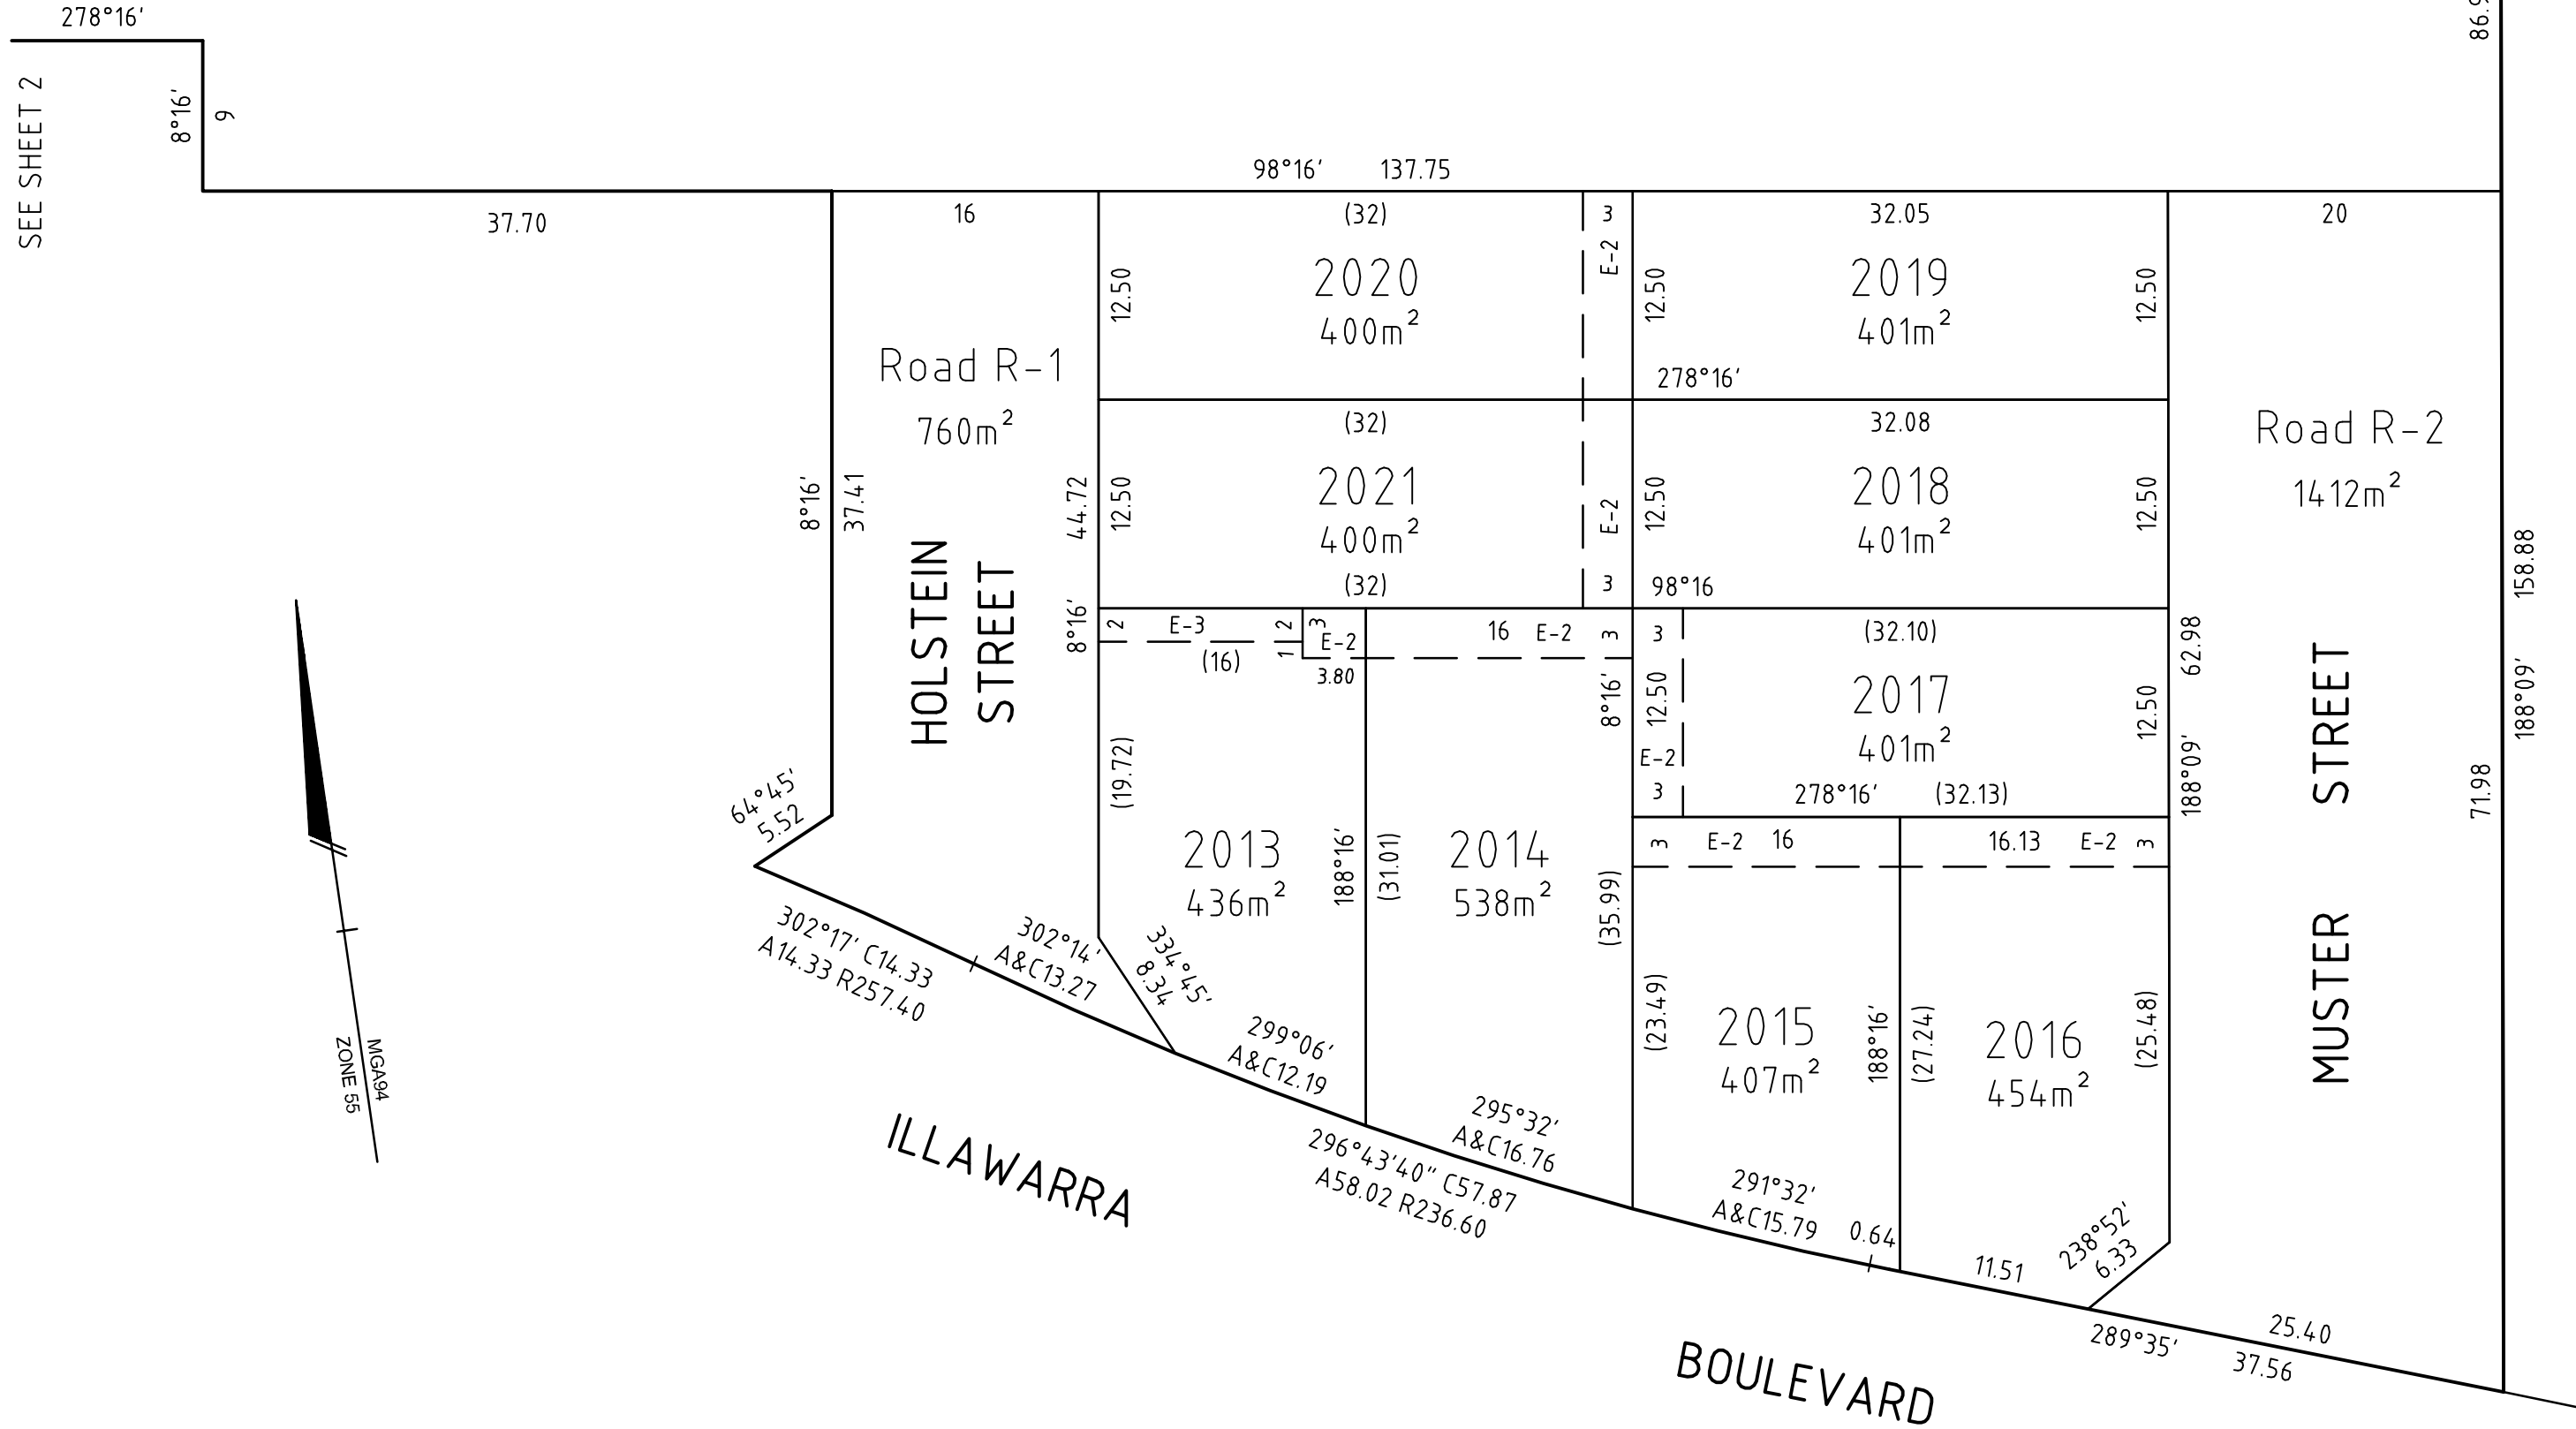 278°16'
SEE SHEET 2
8°16'
9
37.70
98°16' 137.75
16
(32)
3
E-2
32.05
20
12.50
2020
400m²
12.50
2019
401m²
12.50
278°16'
Road R-1
760m²
(32)
32.08
Road R-2
1412m²
8°16'
37.41
44.72
12.50
2021
400m²
E-2
12.50
2018
401m²
12.50
HOLSTEIN
STREET
(32)
3
98°16
158.88
188°09'
8°16'
2
E-3
2
1
(16)
3
E-2
3.80
16 E-2
3
3
(32.10)
62.98
8°16'
12.50
2017
401m²
12.50
E-2
3
278°16' (32.13)
188°09'
71.98
MUSTER STREET
64°45'
5.52
(19.72)
2013
436m²
188°16'
(31.01)
2014
538m²
(35.99)
3
E-2 16
16.13 E-2
3
302°17' C14.33
A14.33 R257.40
302°14'
A&C13.27
334°45'
8.34
299°06'
A&C12.19
(23.49)
2015
407m²
188°16'
(27.24)
2016
454m²
(25.48)
MGA94
ZONE 55
295°32'
A&C16.76
296°43'40" C57.87
A58.02 R236.60
291°32'
A&C15.79
0.64
11.51
238°52'
6.33
289°35'
25.40
37.56
ILLAWARRA
BOULEVARD